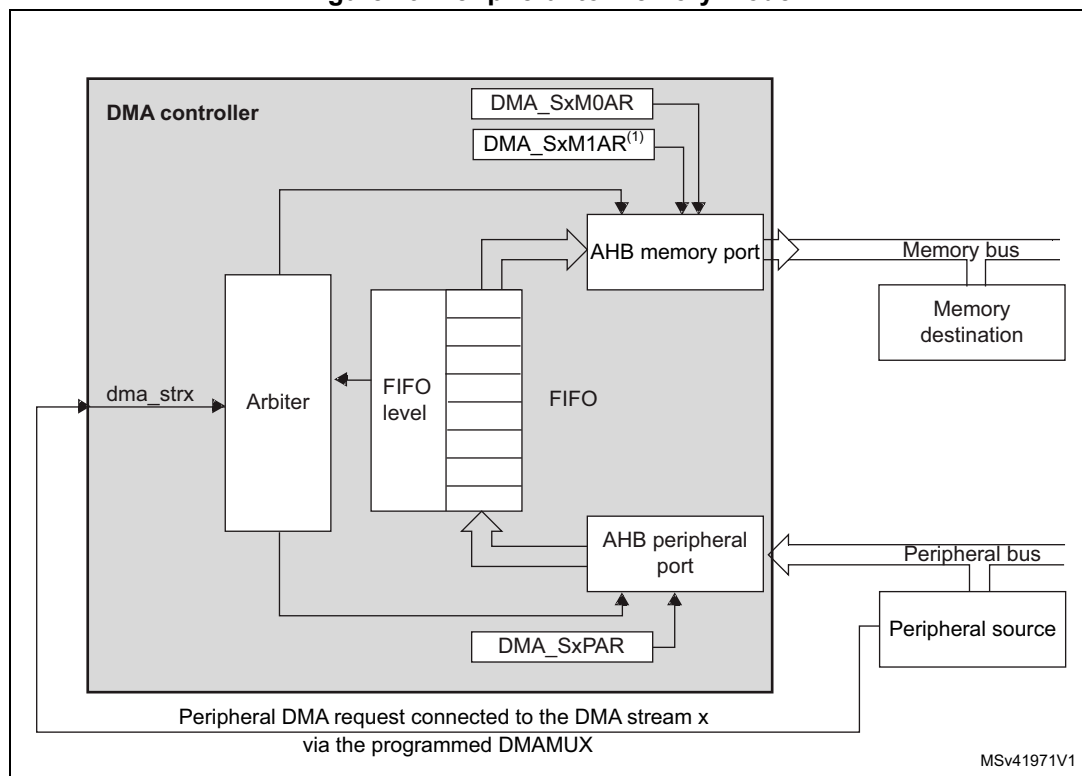 DMA controller
DMA_SxM0AR
DMA_SxM1AR(1)
AHB memory port
Memory bus
Memory
destination
dma_strx
Arbiter
FIFO
level
FIFO
AHB peripheral
port
Peripheral bus
Peripheral source
DMA_SxPAR
Peripheral DMA request connected to the DMA stream x
via the programmed DMAMUX
MSv41971V1